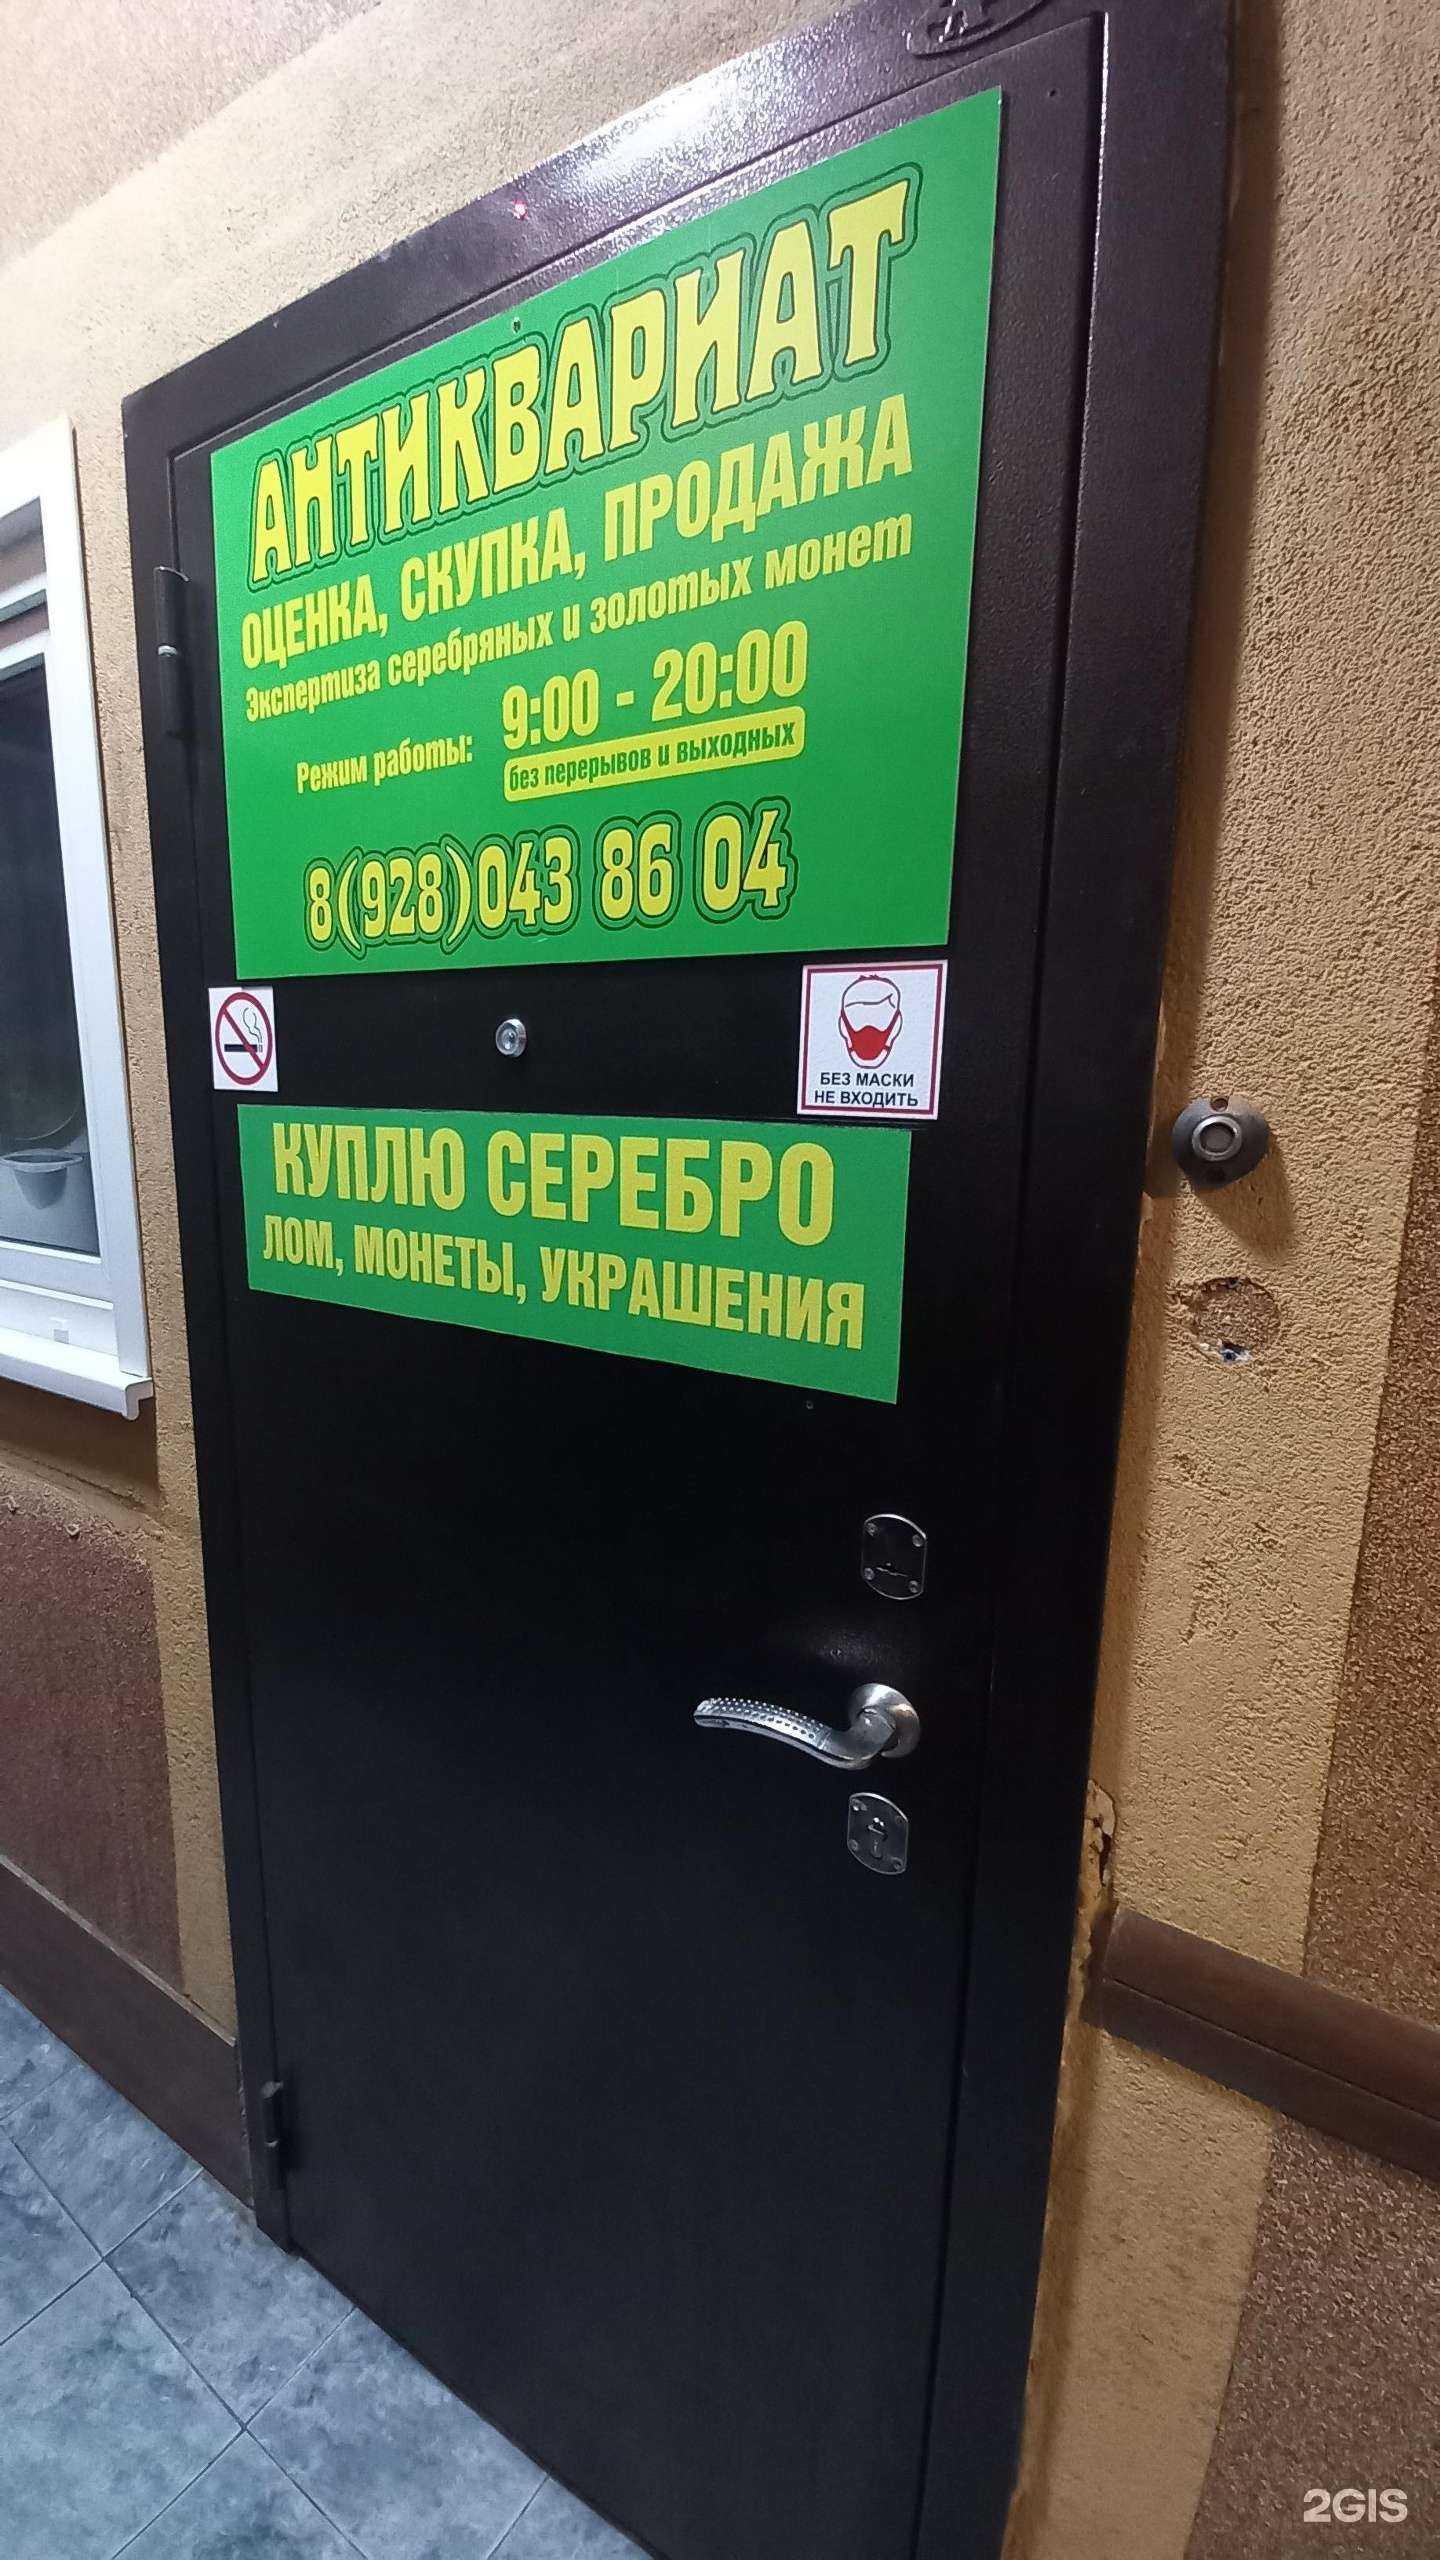 АНТИКВАРИАТ
ОЦЕНКА, СКУПКА, ПРОДАЖА
Экспертиза серебряных и золотых монет
Режим работы: 9:00 - 20:00
без перерывов и выходных
8(928)043 86 04
БЕЗ МАСКИ
НЕ ВХОДИТЬ
КУПЛЮ СЕРЕБРО
ЛОМ, МОНЕТЫ, УКРАШЕНИЯ
2GIS